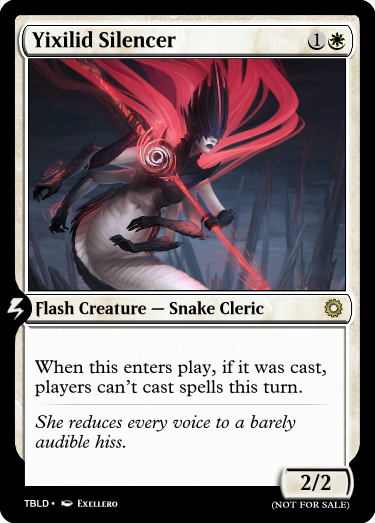 Yixilid Silencer 1
Flash Creature — Snake Cleric
When this enters play, if it was cast,
players can't cast spells this turn.
She reduces every voice to a barely
audible hiss.
2/2
TBLD • Exellero
(NOT FOR SALE)